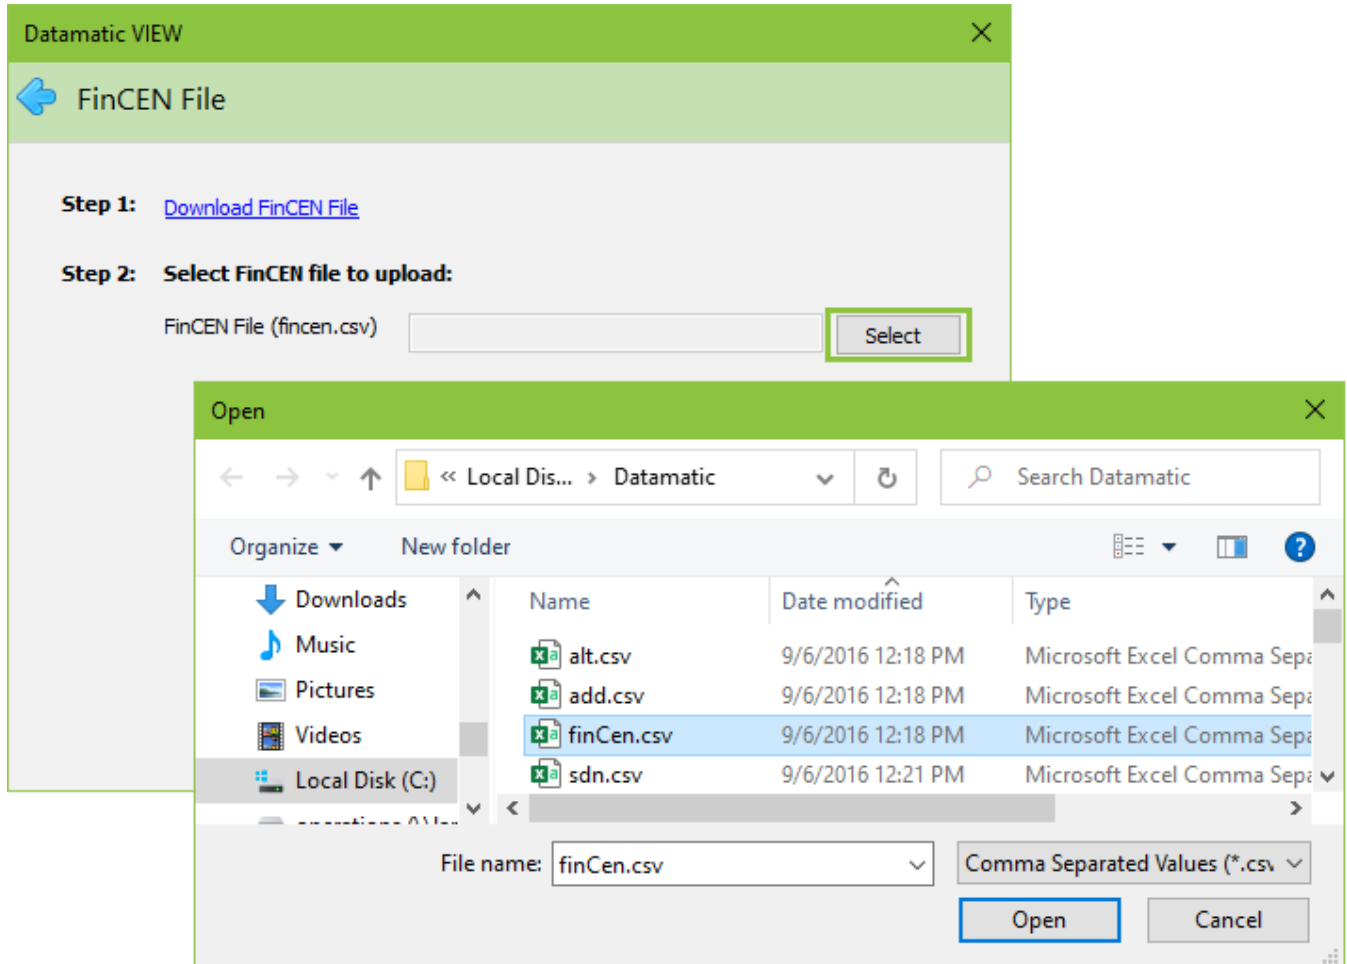 Datamatic VIEW
FinCEN File
Step 1: Download FinCEN File
Step 2: Select FinCEN file to upload:
FinCEN File (fincen.csv) Select
Open
« Local Dis... › Datamatic Search Datamatic
Organize New folder
Downloads
Music
Pictures
Videos
Local Disk (C:)
Name Date modified Type
alt.csv 9/6/2016 12:18 PM Microsoft Excel Comma Sepa
add.csv 9/6/2016 12:18 PM Microsoft Excel Comma Sepa
finCen.csv 9/6/2016 12:18 PM Microsoft Excel Comma Sepa
sdn.csv 9/6/2016 12:21 PM Microsoft Excel Comma Sepa
File name: finCen.csv Comma Separated Values (*.csv
Open Cancel